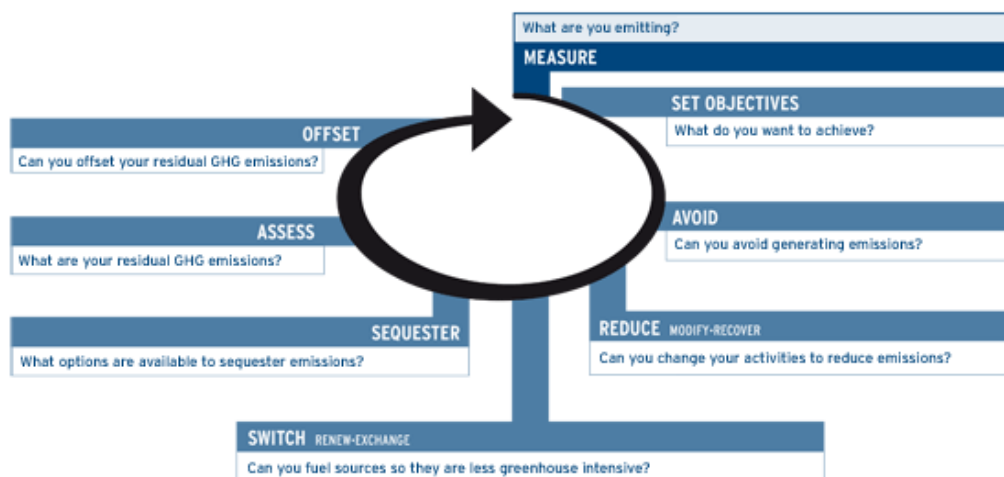 What are you emitting?
MEASURE
SET OBJECTIVES
What do you want to achieve?
AVOID
Can you avoid generating emissions?
REDUCE MODIFY-RECOVER
Can you change your activities to reduce emissions?
SWITCH RENEW-EXCHANGE
Can you fuel sources so they are less greenhouse intensive?
SEQUESTER
What options are available to sequester emissions?
ASSESS
What are your residual GHG emissions?
OFFSET
Can you offset your residual GHG emissions?